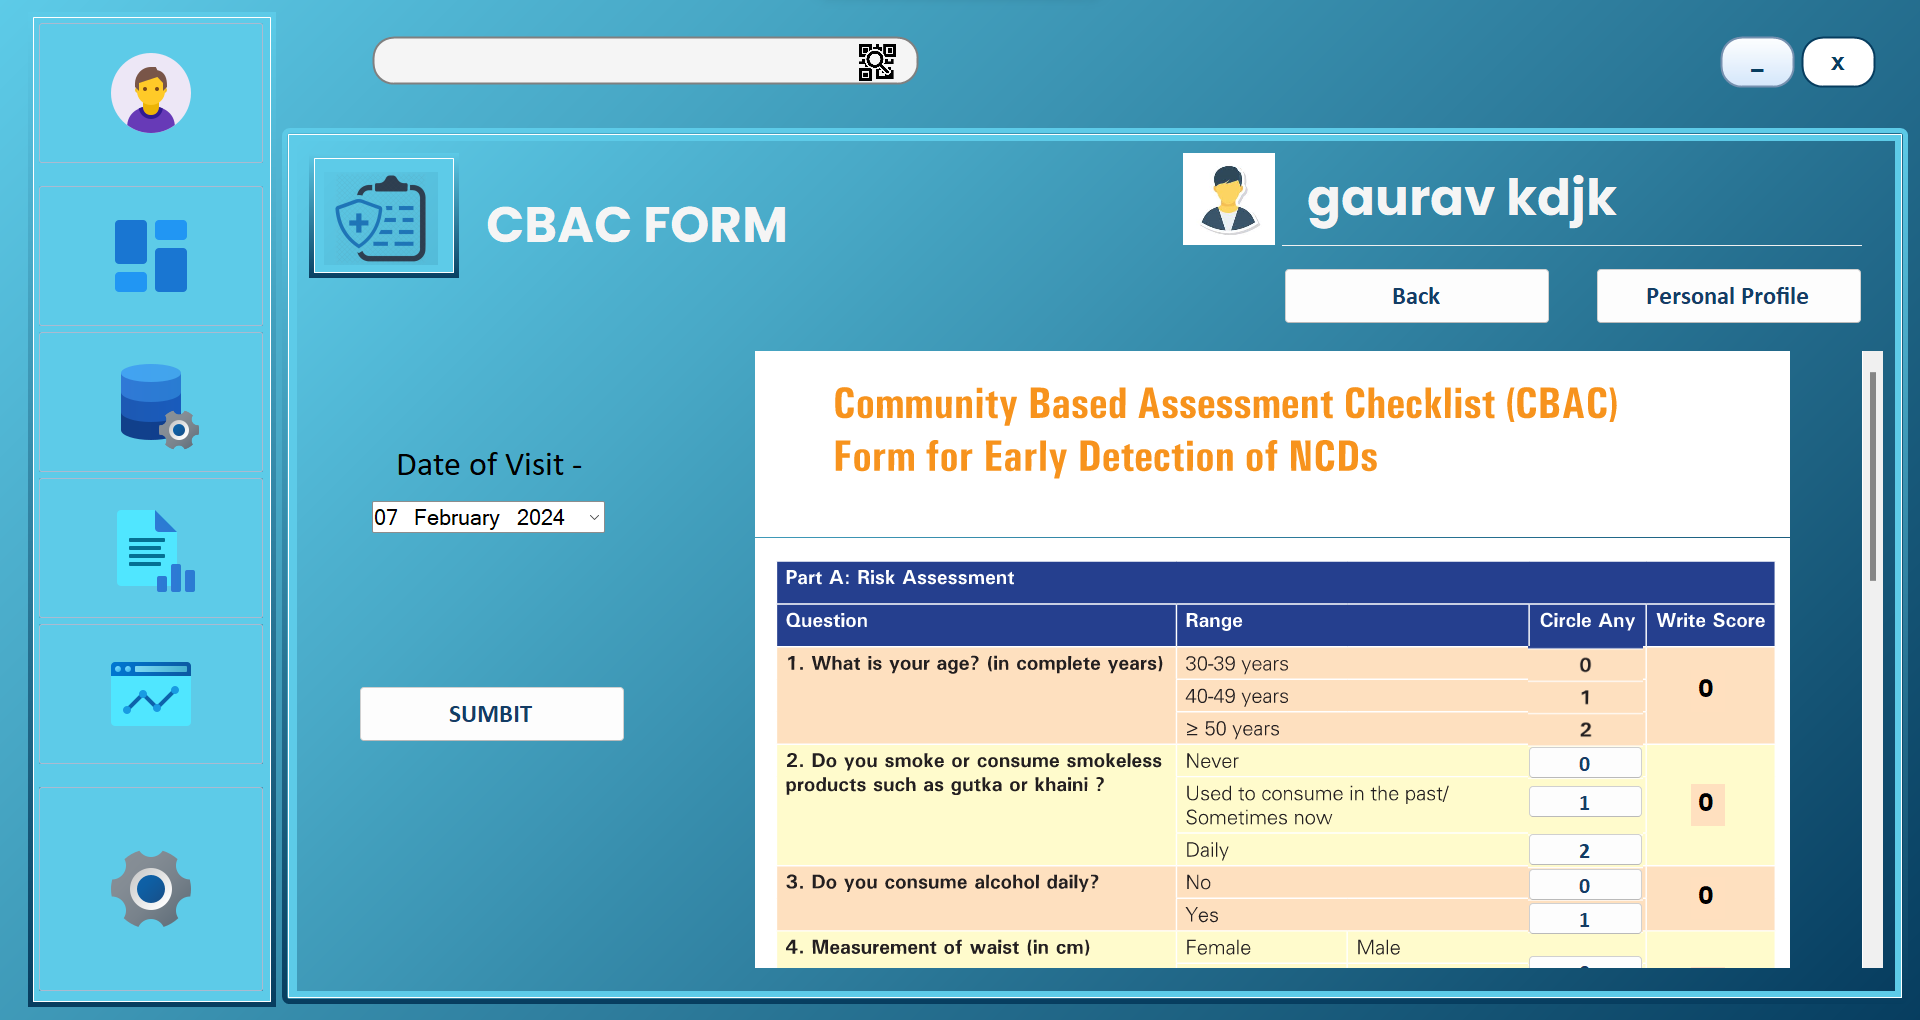 _
x
CBAC FORM
gaurav kdjk
Back
Personal Profile
Date of Visit -
07 February 2024
SUMBIT
Community Based Assessment Checklist (CBAC)
Form for Early Detection of NCDs
Part A: Risk Assessment
Question Range Circle Any Write Score
1. What is your age? (in complete years) 30-39 years 0
40-49 years 1 0
≥ 50 years 2
2. Do you smoke or consume smokeless Never 0
products such as gutka or khaini ?
Used to consume in the past/ 1 0
Sometimes now
Daily 2
3. Do you consume alcohol daily? No 0 0
Yes 1
4. Measurement of waist (in cm) Female Male